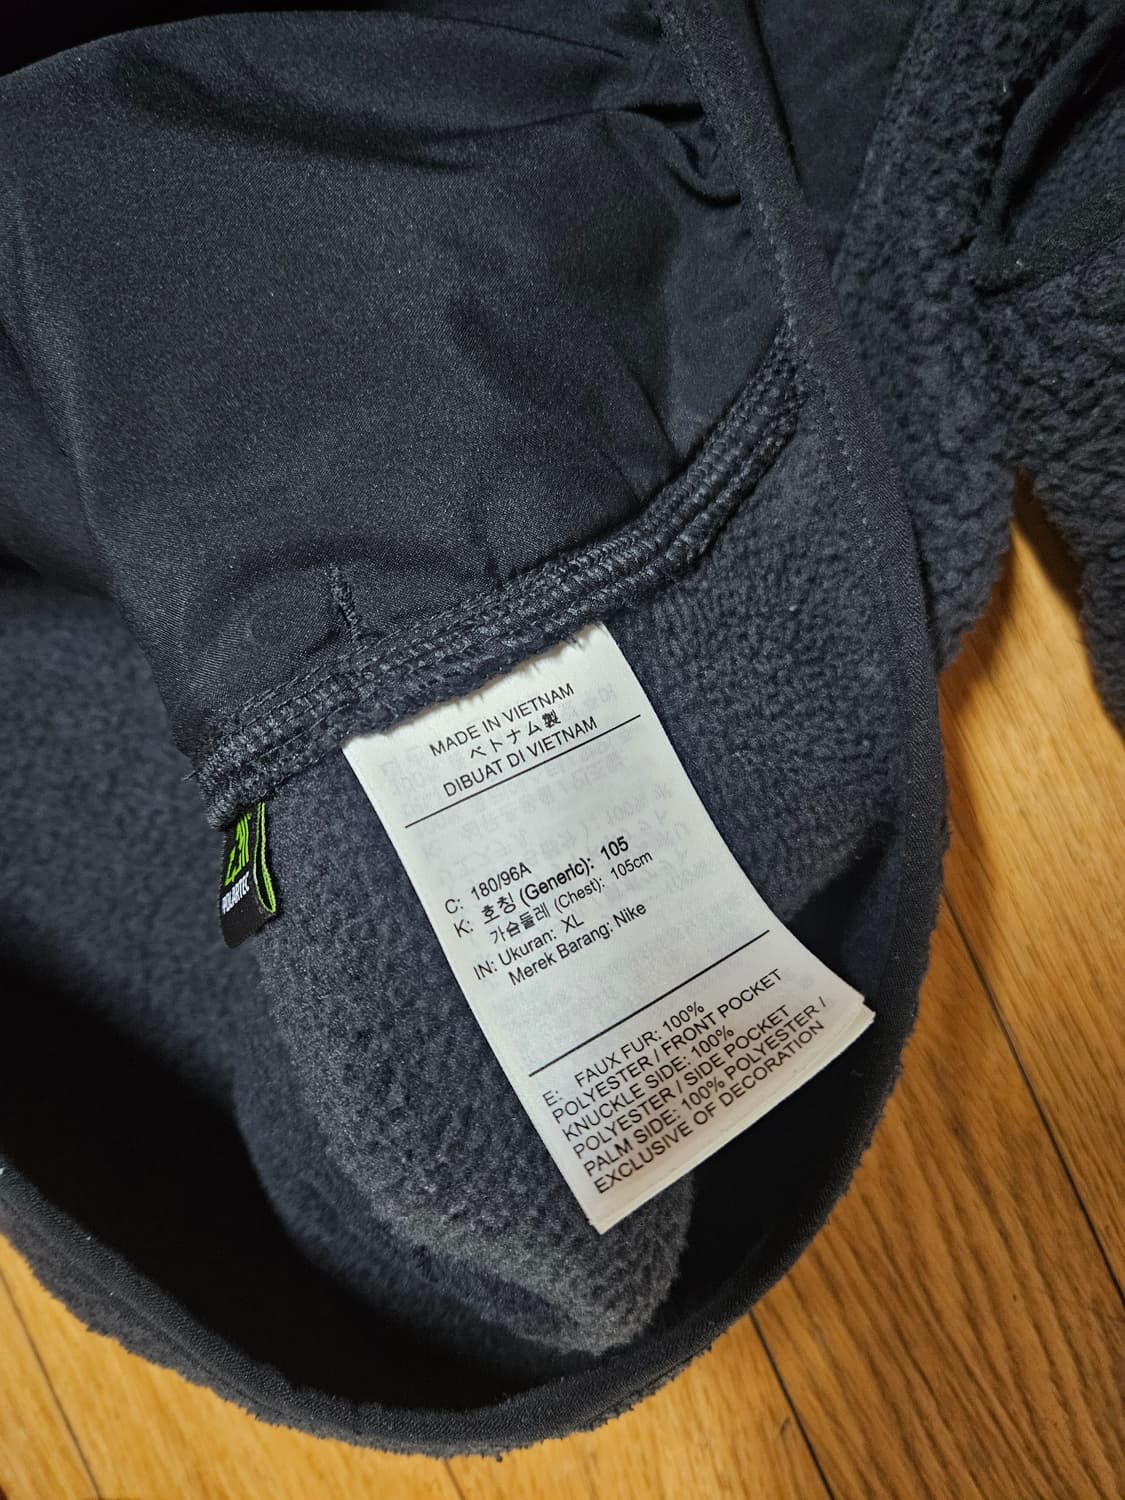 MADE IN VIETNAM
ベトナム製
DIBUAT DI VIETNAM
C: 180/96A
K: 호칭 (Generic): 105
가슴둘레 (Chest): 105cm
IN: Ukuran: XL
Merek Barang: Nike
E: FAUX FUR: 100%
POLYESTER / FRONT POCKET
KNUCKLE SIDE: 100%
POLYESTER / SIDE POCKET
PALM SIDE: 100% POLYESTER /
EXCLUSIVE OF DECORATION
POLARTEC